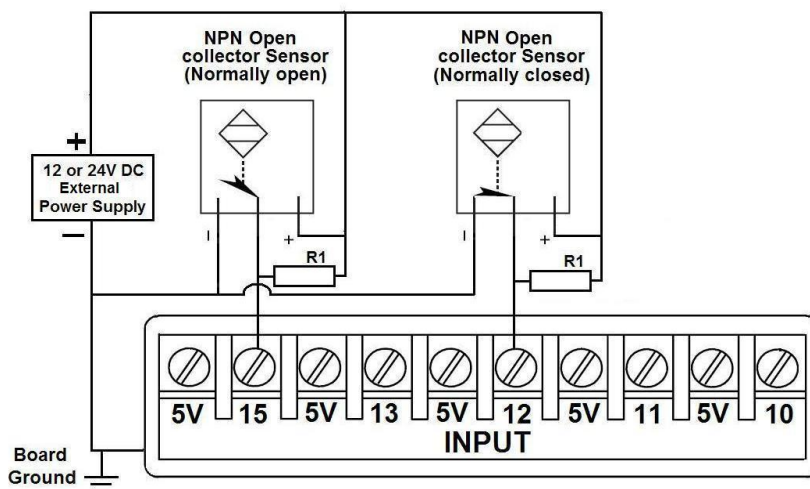 NPN Open
collector Sensor
(Normally open)
NPN Open
collector Sensor
(Normally closed)
+
12 or 24V DC
External
Power Supply
−
− +
R1
− +
R1
5V 15 5V 13 5V 12 5V 11 5V 10
INPUT
Board
Ground